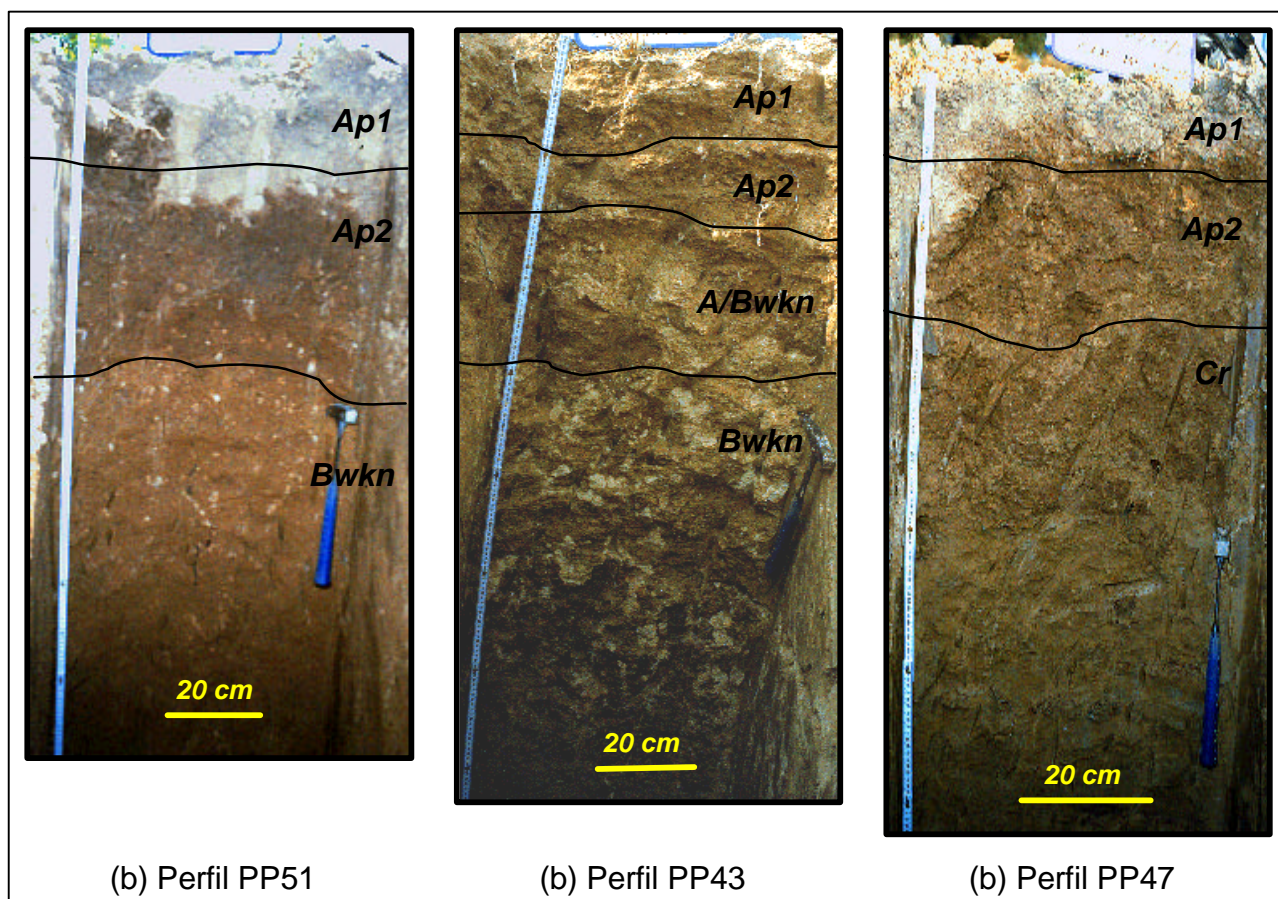 Ap1
Ap2
Bwkn
20 cm
(b) Perfil PP51
Ap1
Ap2
A/Bwkn
Bwkn
20 cm
(b) Perfil PP43
Ap1
Ap2
Cr
20 cm
(b) Perfil PP47